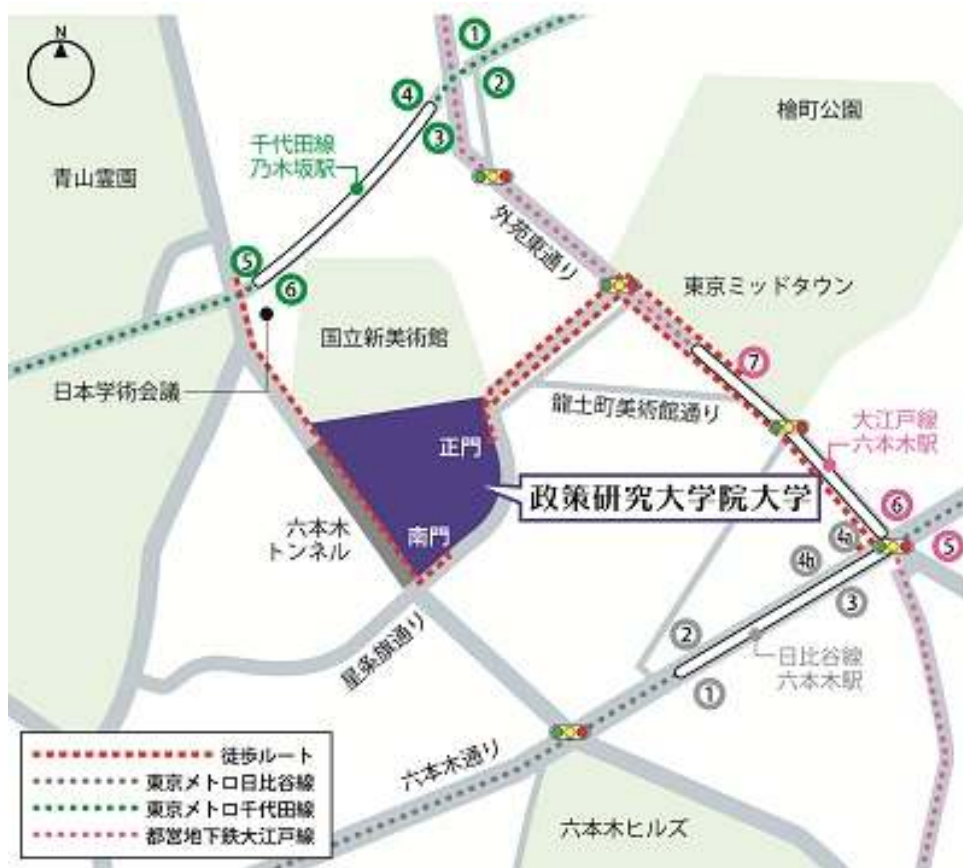 N
①
②
④
③
檜町公園
千代田線
乃木坂駅
青山霊園
外苑東通り
⑤
⑥
東京ミッドタウン
国立新美術館
日本学術会議
⑦
龍土町美術館通り
大江戸線
六本木駅
正門
政策研究大学院大学
⑥
六本木
トンネル
南門
4a
⑤
4b
③
②
星条旗通り
日比谷線
六本木駅
①
六本木通り
徒歩ルート
東京メトロ日比谷線
東京メトロ千代田線
都営地下鉄大江戸線
六本木ヒルズ